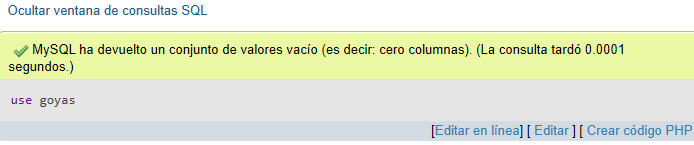 Ocultar ventana de consultas SQL
MySQL ha devuelto un conjunto de valores vacío (es decir: cero columnas). (La consulta tardó 0.0001
segundos.)
use goyas
[Editar en línea] [ Editar ] [ Crear código PHP